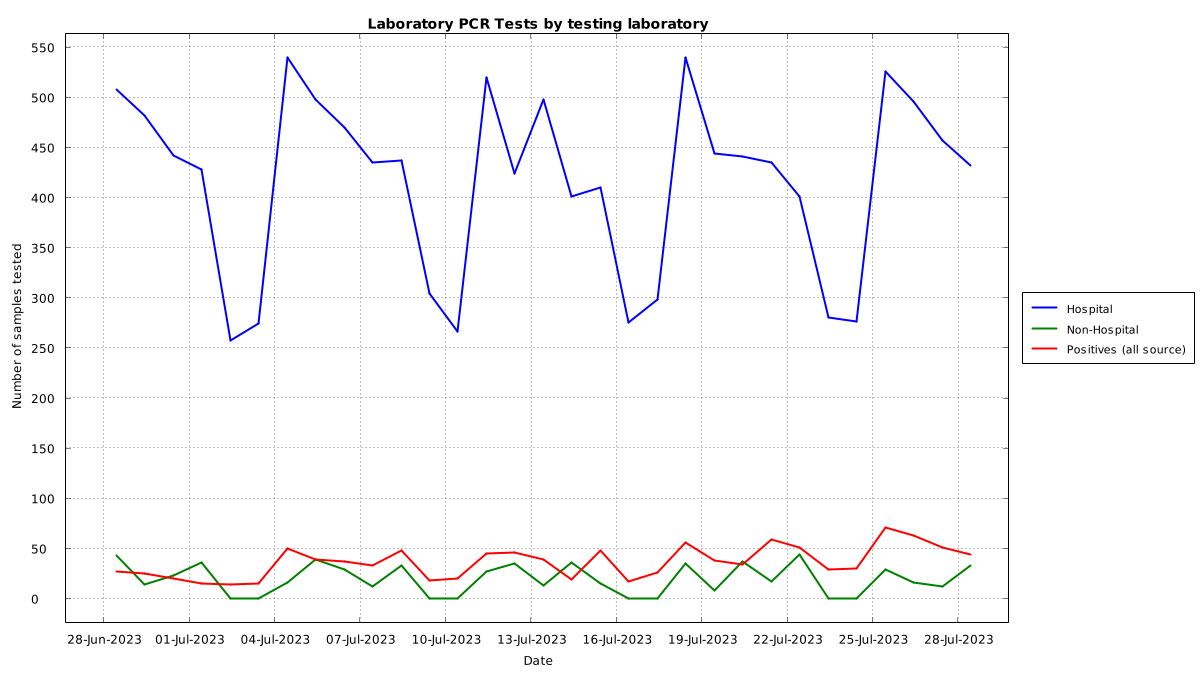 Laboratory PCR Tests by testing laboratory
550
500
450
400
350
300
250
200
150
100
50
0
Number of samples tested
28-Jun-2023 01-Jul-2023 04-Jul-2023 07-Jul-2023 10-Jul-2023 13-Jul-2023 16-Jul-2023 19-Jul-2023 22-Jul-2023 25-Jul-2023 28-Jul-2023
Date
Hospital
Non-Hospital
Positives (all source)